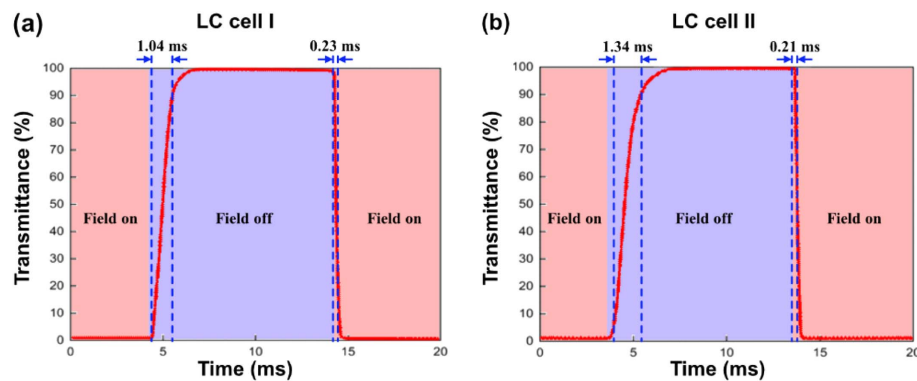 (a)
LC cell I
1.04 ms
0.23 ms
100
90
80
70
60
50
40
30
20
10
0
Transmittance (%)
Field on
Field off
Field on
0
5
10
15
20
Time (ms)
(b)
LC cell II
1.34 ms
0.21 ms
100
90
80
70
60
50
40
30
20
10
0
Transmittance (%)
Field on
Field off
Field on
0
5
10
15
20
Time (ms)